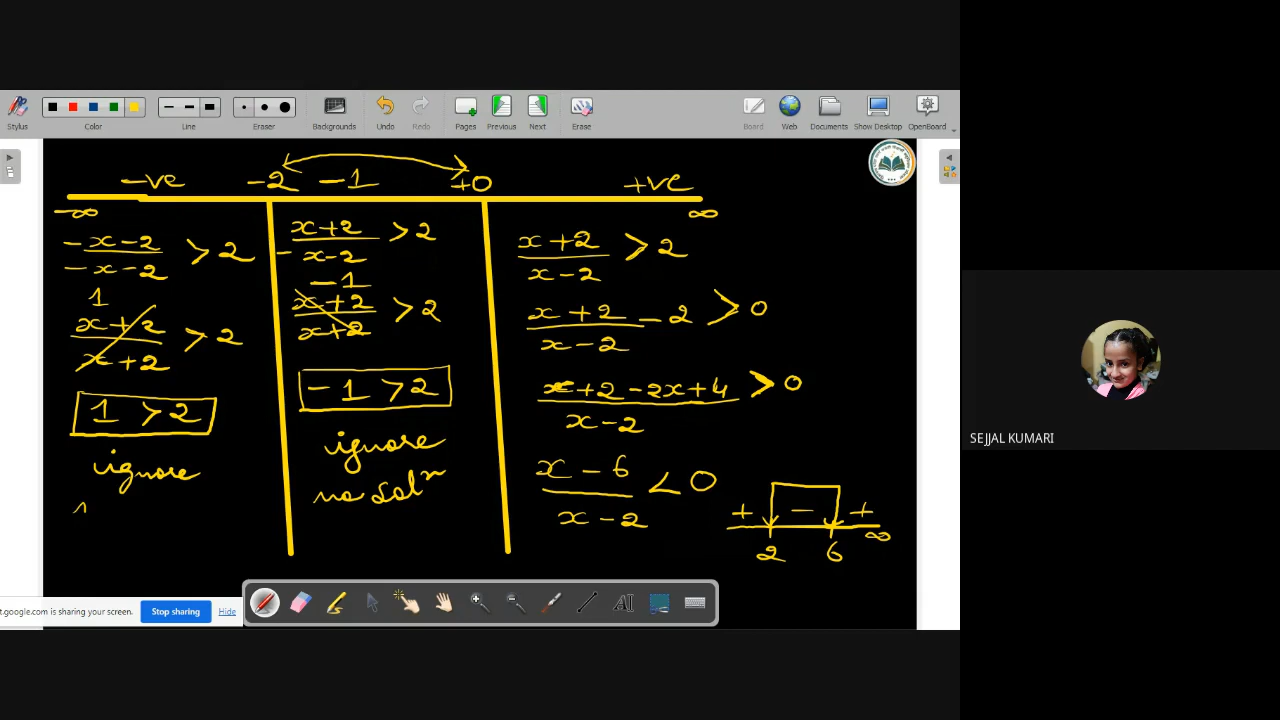 Stylus
Color
Line
Eraser
Backgrounds
Undo
Redo
Pages
Previous
Next
Erase
Board
Web
Documents
Show Desktop
OpenBoard
-ve -2 -1 +0 +ve
-∞ ∞
-x-2 / -x-2 > 2
1
x+2 / x+2 > 2
1 > 2
ignore
x+2 / -x-2 > 2
-1
x+2 / x+2 > 2
-1 > 2
ignore
no solⁿ
x+2 / x-2 > 2
x+2 / x-2 - 2 > 0
x+2-2x+4 / x-2 > 0
x-6 / x-2 < 0
+ - +
2 6 ∞
t.google.com is sharing your screen.
Stop sharing
Hide
SEJJAL KUMARI